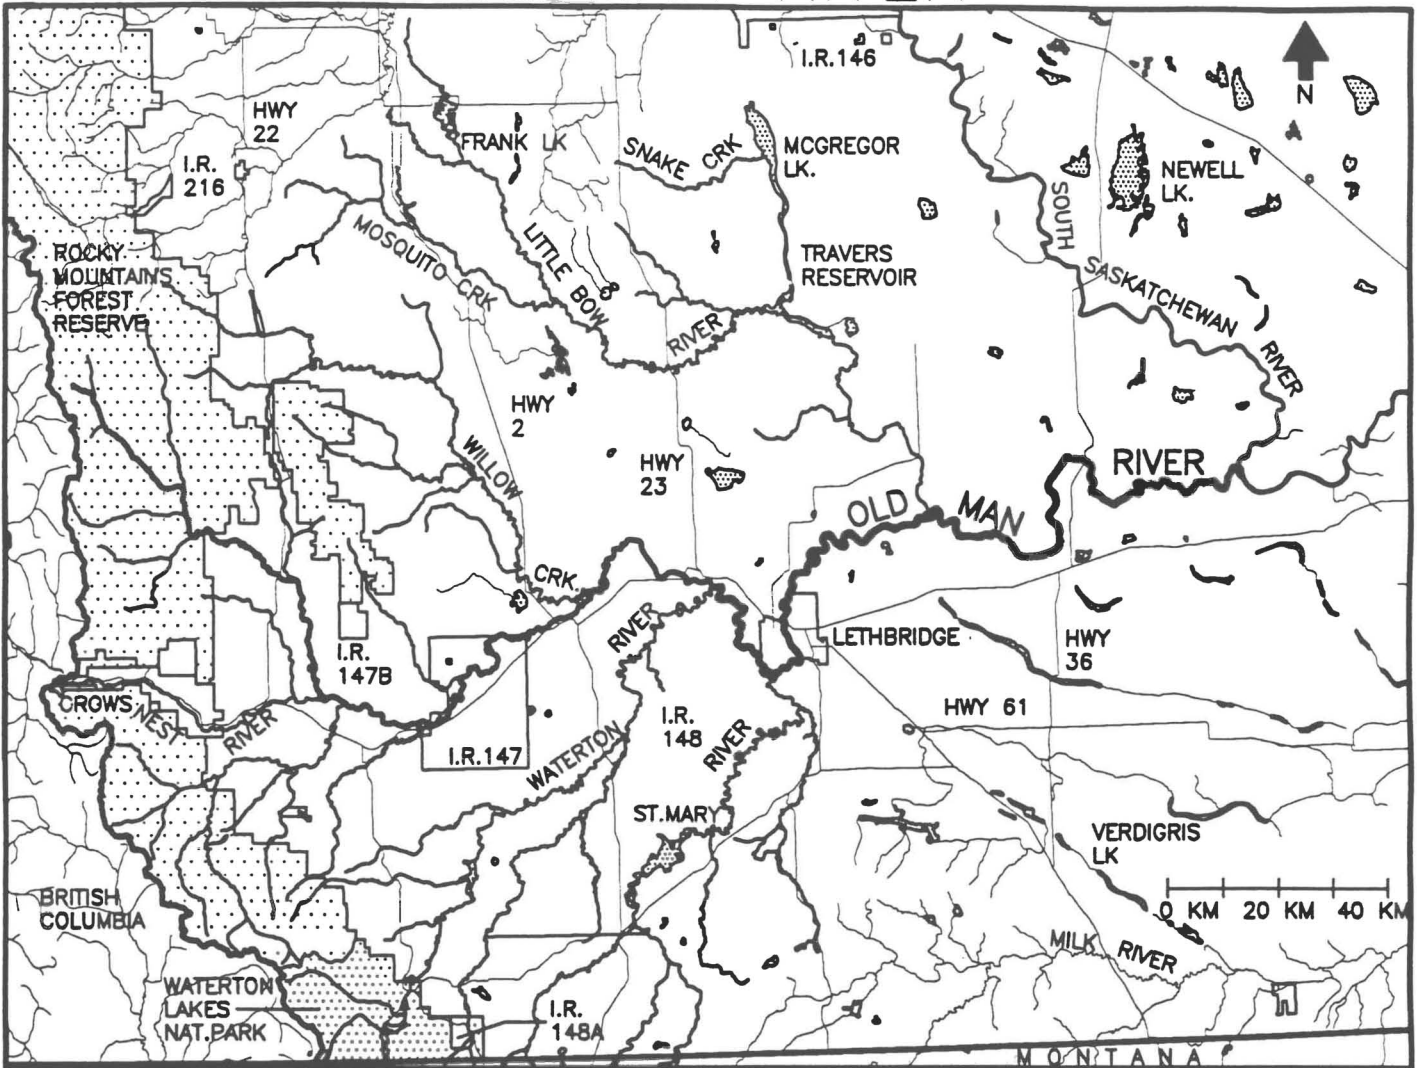 I.R.146
HWY
22
FRANK LK
SNAKE CRK
MCGREGOR
LK.
N
I.R.
216
NEWELL
LK.
SOUTH
SASKATCHEWAN
RIVER
MOSQUITO CRK
LITTLE BOW
RIVER
TRAVERS
RESERVOIR
ROCKY
MOUNTAINS
FOREST
RESERVE
HWY
2
WILLOW
CRK.
HWY
23
OLD MAN
RIVER
I.R.
147B
RIVER
LETHBRIDGE
HWY
36
CROWS NEST
RIVER
I.R.147
WATERTON
I.R.
148
RIVER
HWY 61
ST.MARY
VERDIGRIS
LK
BRITISH
COLUMBIA
0 KM 20 KM 40 KM
MILK RIVER
WATERTON
LAKES
NAT.PARK
I.R.
148A
MONTANA